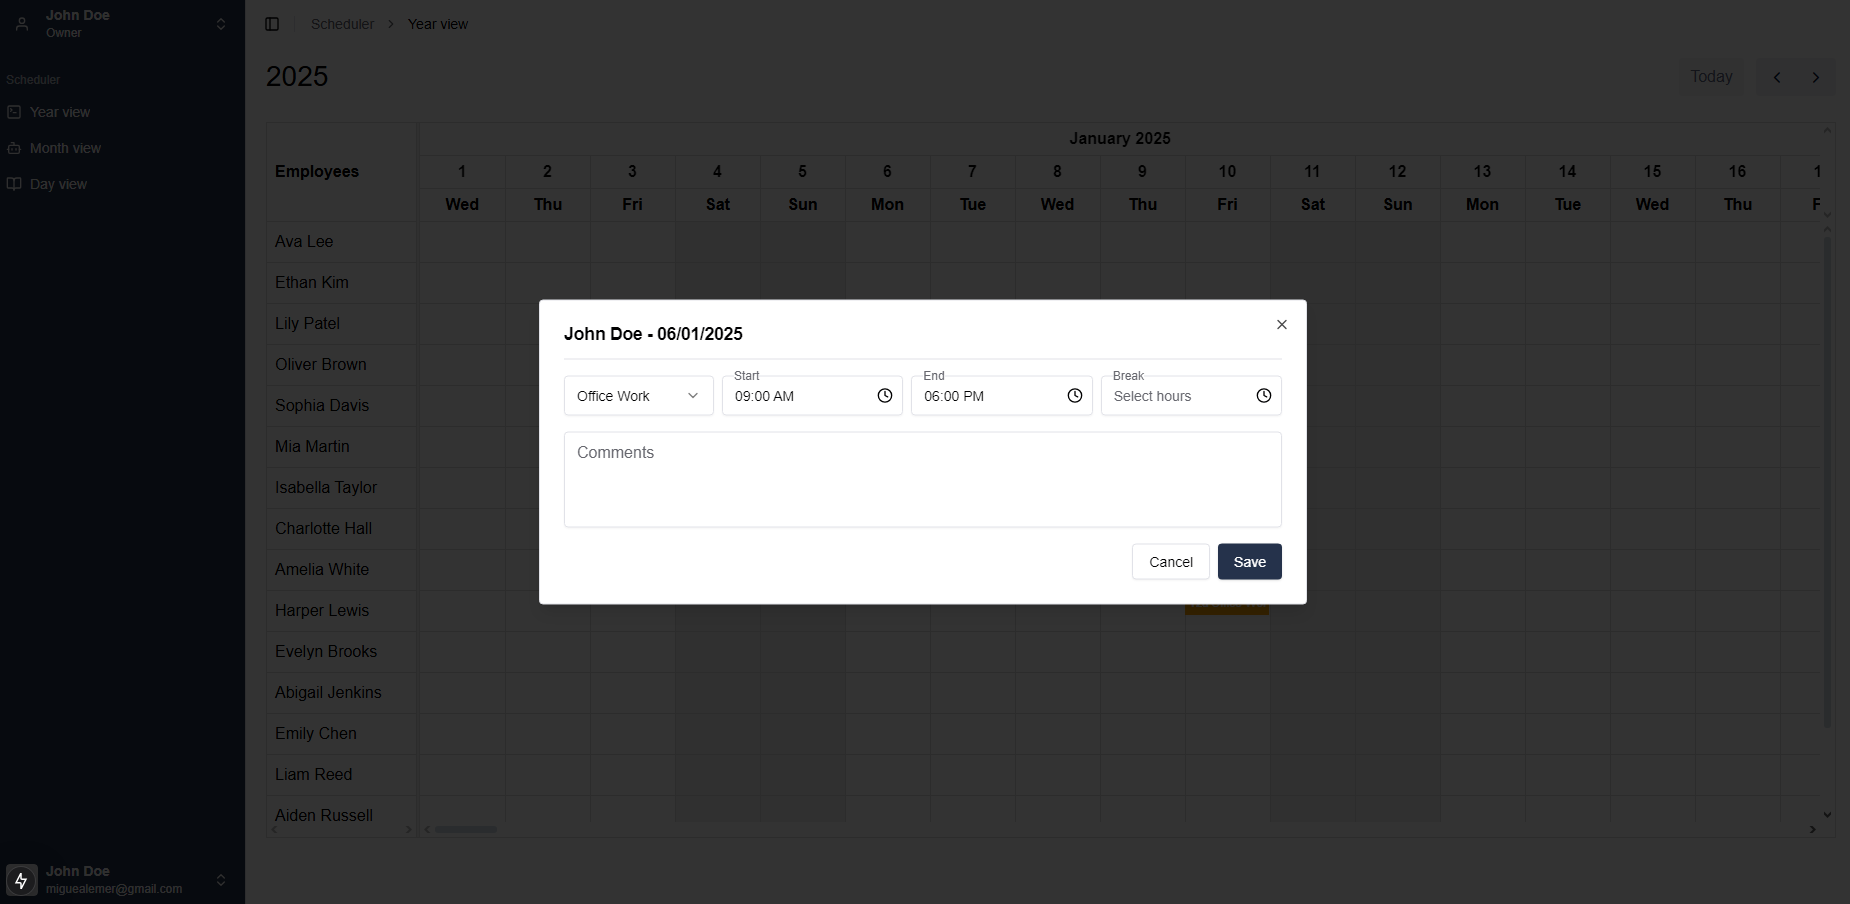 John Doe
Owner
Scheduler
Year view
Month view
Day view
Scheduler > Year view
2025
Today
January 2025
Employees
1 2 3 4 5 6 7 8 9 10 11 12 13 14 15 16
Wed Thu Fri Sat Sun Mon Tue Wed Thu Fri Sat Sun Mon Tue Wed Thu
Ava Lee
Ethan Kim
Lily Patel
Oliver Brown
Sophia Davis
Mia Martin
Isabella Taylor
Charlotte Hall
Amelia White
Harper Lewis
Evelyn Brooks
Abigail Jenkins
Emily Chen
Liam Reed
Aiden Russell
John Doe - 06/01/2025
Office Work
Start
09:00 AM
End
06:00 PM
Break
Select hours
Comments
Cancel
Save
John Doe
miguealemer@gmail.com